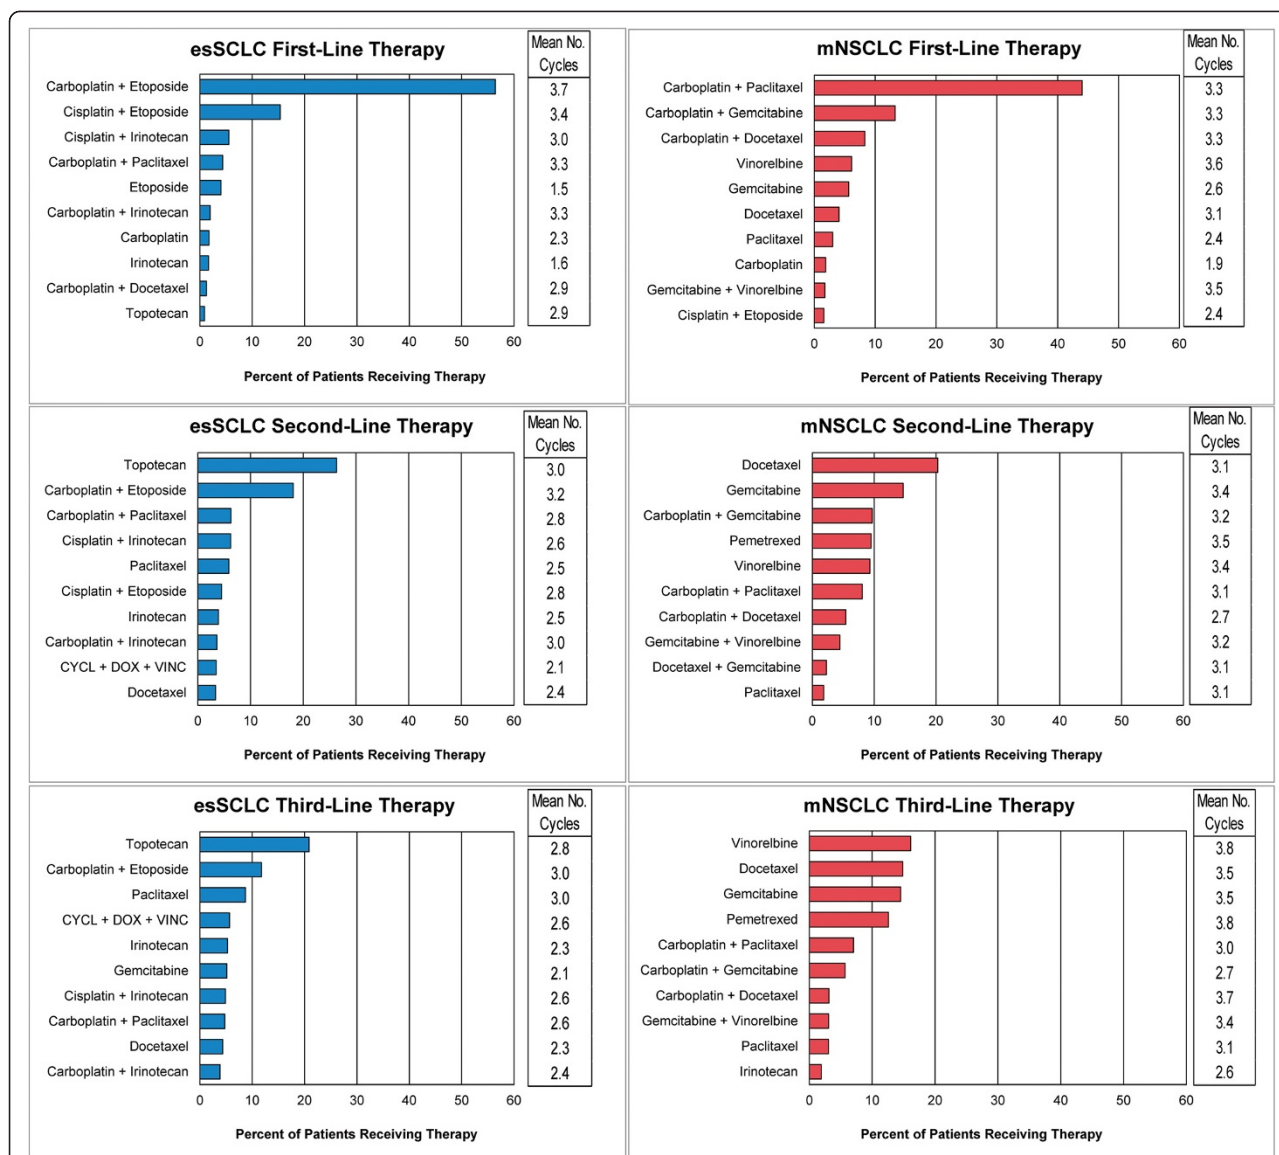 esSCLC First-Line Therapy
Mean No.
Cycles
Carboplatin + Etoposide 3.7
Cisplatin + Etoposide 3.4
Cisplatin + Irinotecan 3.0
Carboplatin + Paclitaxel 3.3
Etoposide 1.5
Carboplatin + Irinotecan 3.3
Carboplatin 2.3
Irinotecan 1.6
Carboplatin + Docetaxel 2.9
Topotecan 2.9
0 10 20 30 40 50 60
Percent of Patients Receiving Therapy
mNSCLC First-Line Therapy
Mean No.
Cycles
Carboplatin + Paclitaxel 3.3
Carboplatin + Gemcitabine 3.3
Carboplatin + Docetaxel 3.3
Vinorelbine 3.6
Gemcitabine 2.6
Docetaxel 3.1
Paclitaxel 2.4
Carboplatin 1.9
Gemcitabine + Vinorelbine 3.5
Cisplatin + Etoposide 2.4
0 10 20 30 40 50 60
Percent of Patients Receiving Therapy
esSCLC Second-Line Therapy
Mean No.
Cycles
Topotecan 3.0
Carboplatin + Etoposide 3.2
Carboplatin + Paclitaxel 2.8
Cisplatin + Irinotecan 2.6
Paclitaxel 2.5
Cisplatin + Etoposide 2.8
Irinotecan 2.5
Carboplatin + Irinotecan 3.0
CYCL + DOX + VINC 2.1
Docetaxel 2.4
0 10 20 30 40 50 60
Percent of Patients Receiving Therapy
mNSCLC Second-Line Therapy
Mean No.
Cycles
Docetaxel 3.1
Gemcitabine 3.4
Carboplatin + Gemcitabine 3.2
Pemetrexed 3.5
Vinorelbine 3.4
Carboplatin + Paclitaxel 3.1
Carboplatin + Docetaxel 2.7
Gemcitabine + Vinorelbine 3.2
Docetaxel + Gemcitabine 3.1
Paclitaxel 3.1
0 10 20 30 40 50 60
Percent of Patients Receiving Therapy
esSCLC Third-Line Therapy
Mean No.
Cycles
Topotecan 2.8
Carboplatin + Etoposide 3.0
Paclitaxel 3.0
CYCL + DOX + VINC 2.6
Irinotecan 2.3
Gemcitabine 2.1
Cisplatin + Irinotecan 2.6
Carboplatin + Paclitaxel 2.6
Docetaxel 2.3
Carboplatin + Irinotecan 2.4
0 10 20 30 40 50 60
Percent of Patients Receiving Therapy
mNSCLC Third-Line Therapy
Mean No.
Cycles
Vinorelbine 3.8
Docetaxel 3.5
Gemcitabine 3.5
Pemetrexed 3.8
Carboplatin + Paclitaxel 3.0
Carboplatin + Gemcitabine 2.7
Carboplatin + Docetaxel 3.7
Gemcitabine + Vinorelbine 3.4
Paclitaxel 3.1
Irinotecan 2.6
0 10 20 30 40 50 60
Percent of Patients Receiving Therapy